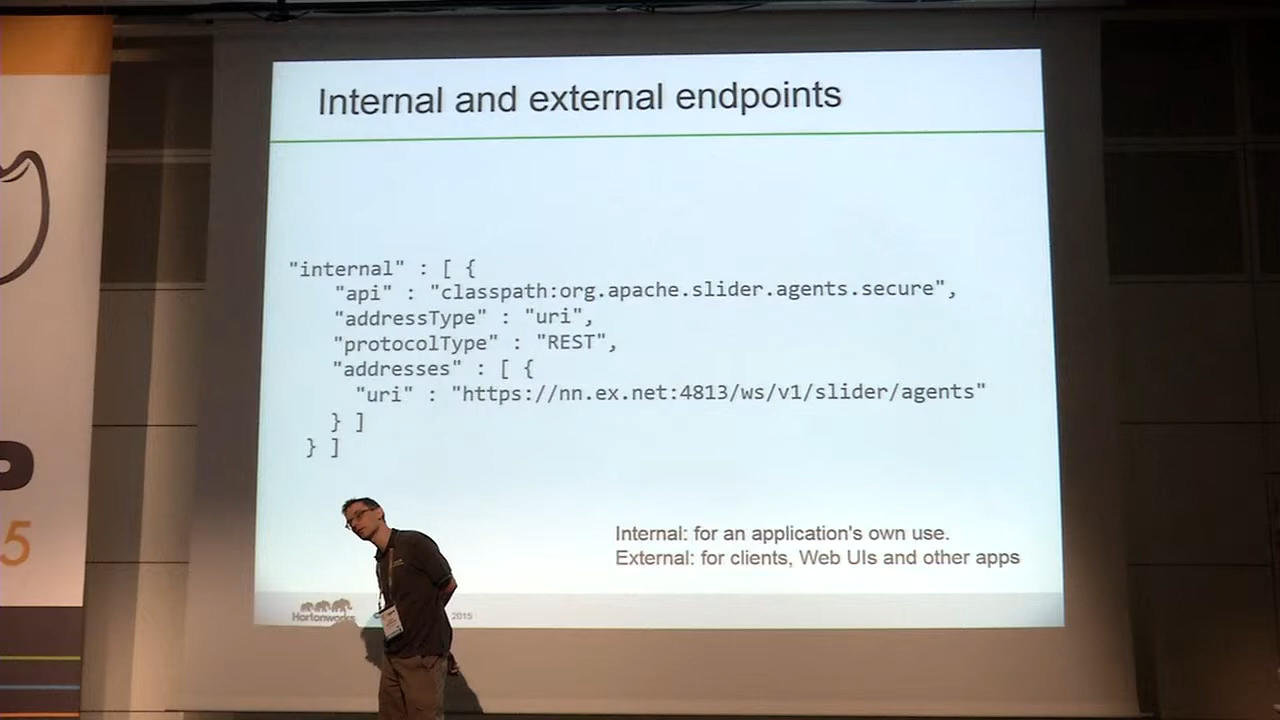 Internal and external endpoints
"internal" : [ {
"api" : "classpath:org.apache.slider.agents.secure",
"addressType" : "uri",
"protocolType" : "REST",
"addresses" : [ {
"uri" : "https://nn.ex.net:4813/ws/v1/slider/agents"
} ]
} ]
Internal: for an application's own use.
External: for clients, Web UIs and other apps
Hortonworks
2015
P
5